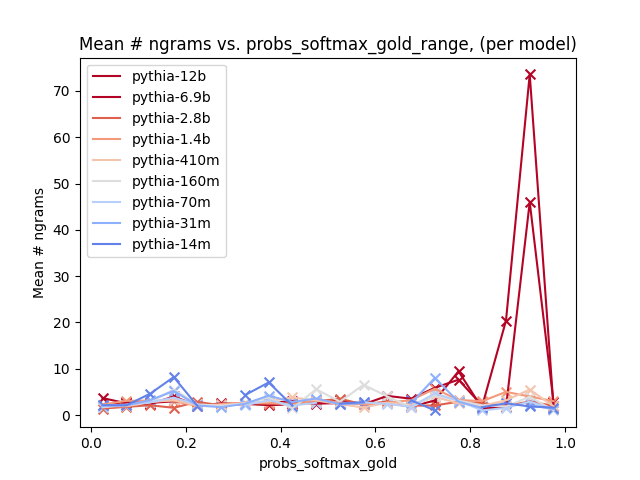 Mean # ngrams vs. probs_softmax_gold_range, (per model)
pythia-12b
pythia-6.9b
pythia-2.8b
pythia-1.4b
pythia-410m
pythia-160m
pythia-70m
pythia-31m
pythia-14m
Mean # ngrams
70
60
50
40
30
20
10
0
0.0 0.2 0.4 0.6 0.8 1.0
probs_softmax_gold